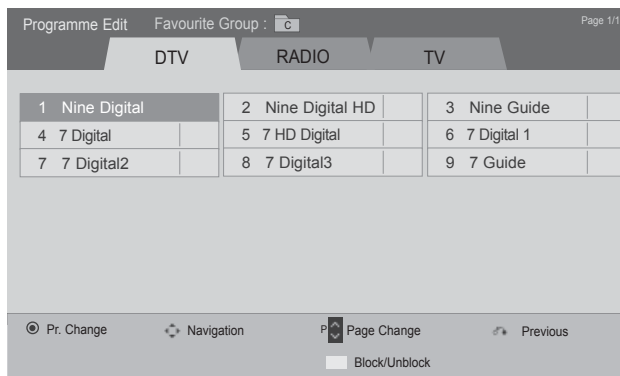 Programme Edit Favourite Group : C Page 1/1
DTV RADIO TV
1 Nine Digital 2 Nine Digital HD 3 Nine Guide
4 7 Digital 5 7 HD Digital 6 7 Digital 1
7 7 Digital2 8 7 Digital3 9 7 Guide
Pr. Change Navigation P Page Change Previous
Block/Unblock